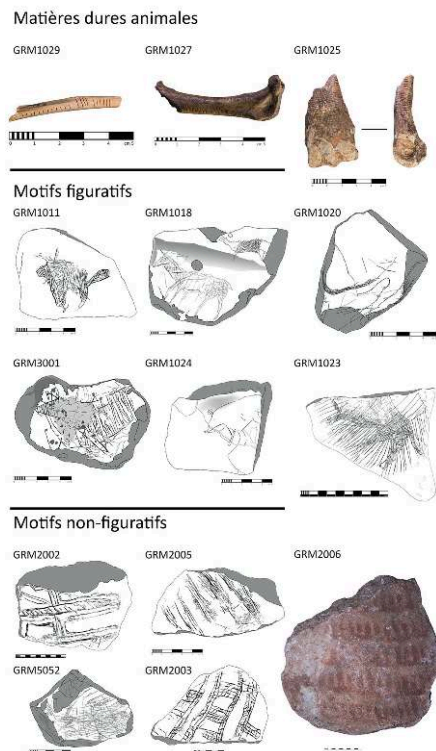 Matières dures animales
GRM1029 GRM1027 GRM1025
Motifs figuratifs
GRM1011 GRM1018 GRM1020
GRM3001 GRM1024 GRM1023
Motifs non-figuratifs
GRM2002 GRM2005 GRM2006
GRM5052 GRM2003